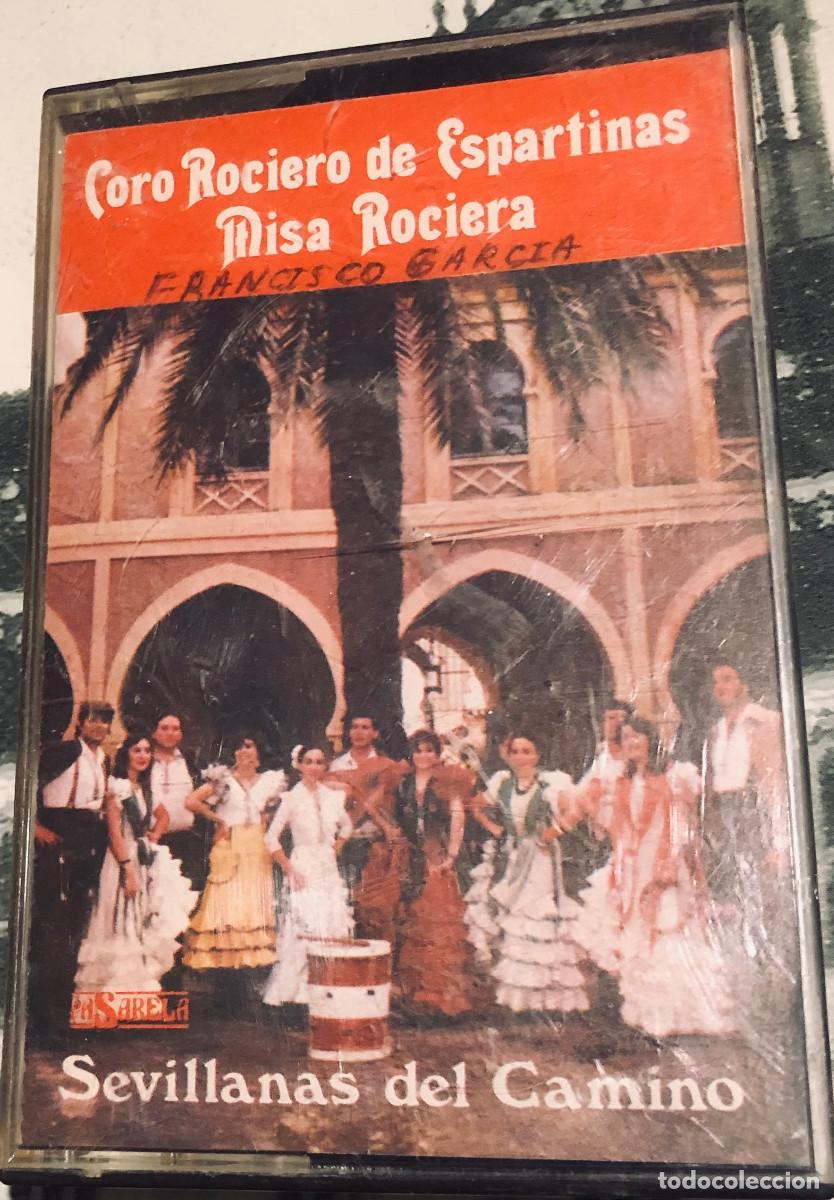 Coro Rociero de Espartinas
Misa Rociera
FRANCISCO GARCIA
PASARELA
Sevillanas del Camino
todocoleccion